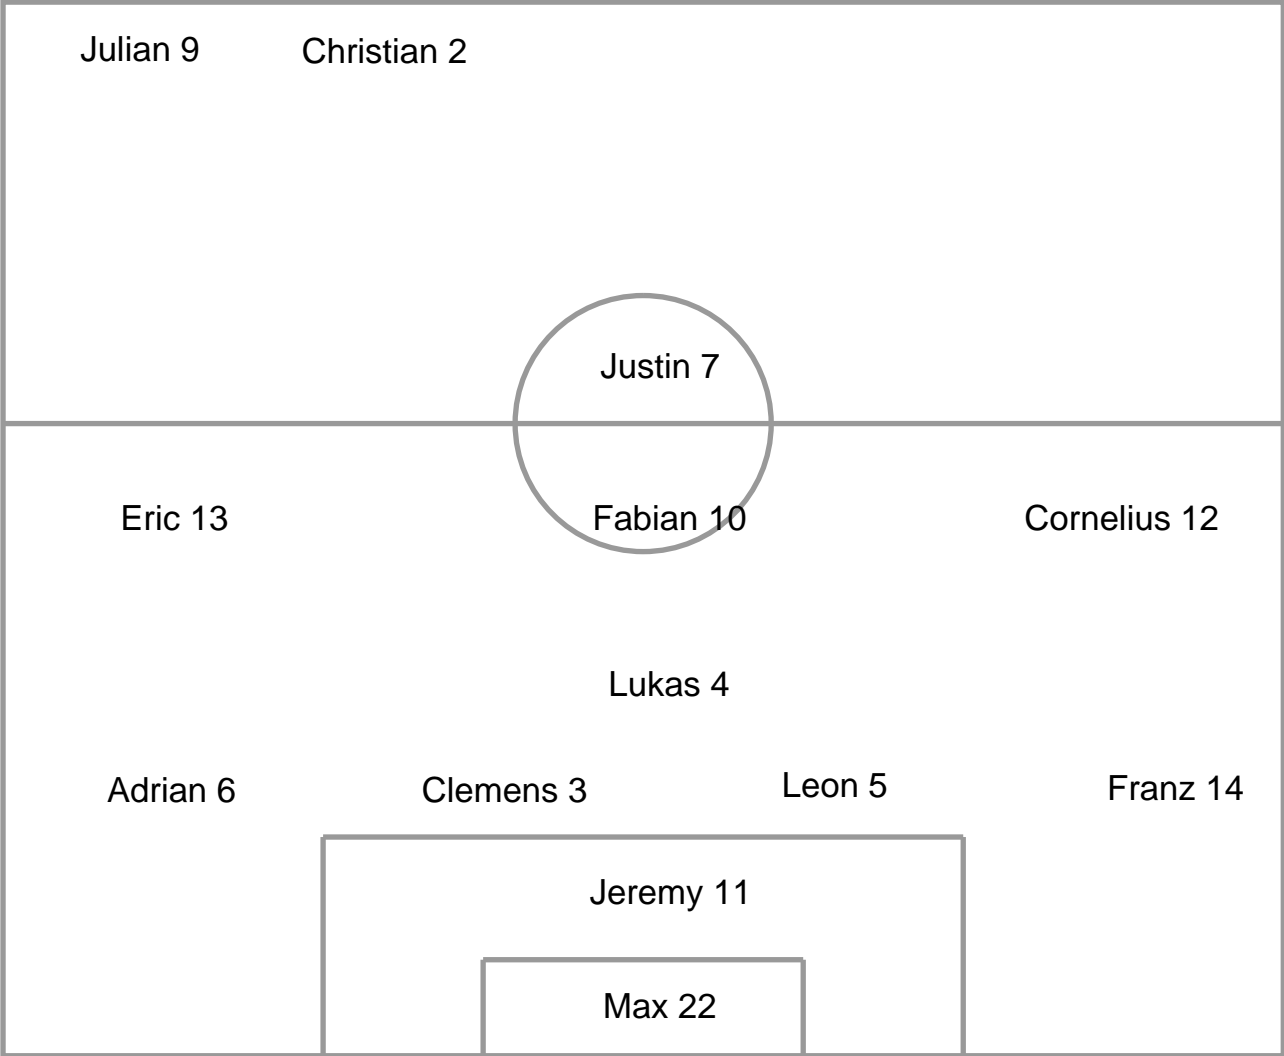 Julian 9
Christian 2
Justin 7
Eric 13
Fabian 10
Cornelius 12
Lukas 4
Adrian 6
Clemens 3
Leon 5
Franz 14
Jeremy 11
Max 22